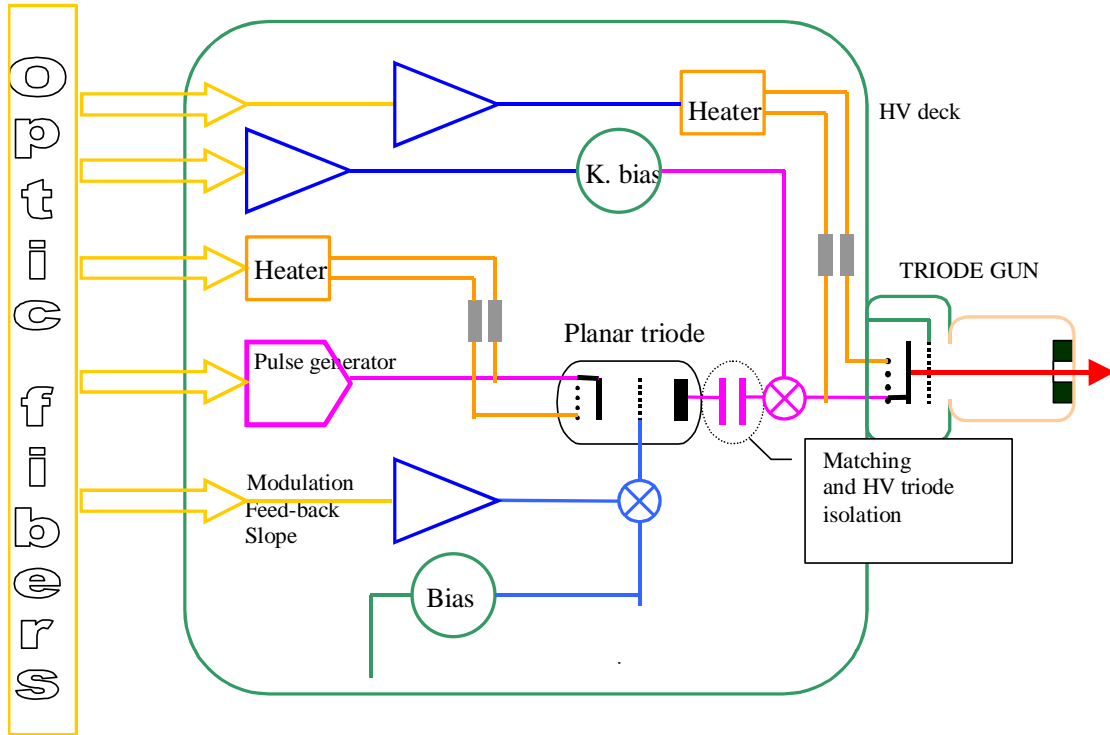 Optic fibers
Heater
HV deck
K. bias
Heater
TRIODE GUN
Planar triode
Pulse generator
Matching
and HV triode
isolation
Modulation
Feed-back
Slope
Bias